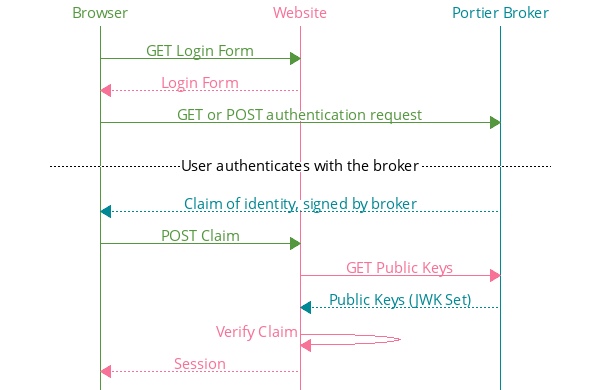 Browser Website Portier Broker
GET Login Form
Login Form
GET or POST authentication request
User authenticates with the broker
Claim of identity, signed by broker
POST Claim
GET Public Keys
Public Keys (JWK Set)
Verify Claim
Session